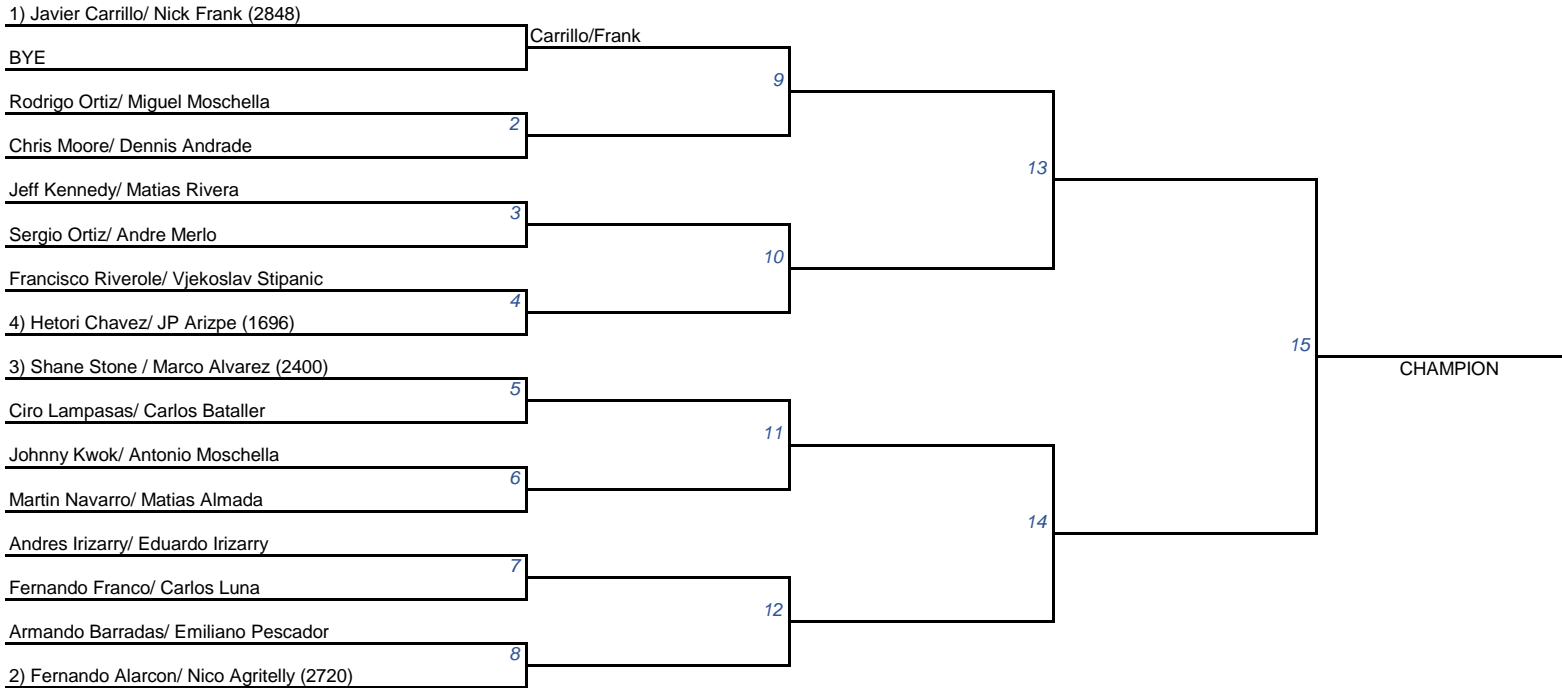 1) Javier Carrillo/ Nick Frank (2848)
Carrillo/Frank
BYE
9
Rodrigo Ortiz/ Miguel Moschella
2
Chris Moore/ Dennis Andrade
13
Jeff Kennedy/ Matias Rivera
3
Sergio Ortiz/ Andre Merlo
10
Francisco Riverole/ Vjekoslav Stipanic
4
4) Hetori Chavez/ JP Arizpe (1696)
15
3) Shane Stone / Marco Alvarez (2400)
CHAMPION
5
Ciro Lampasas/ Carlos Bataller
11
Johnny Kwok/ Antonio Moschella
6
Martin Navarro/ Matias Almada
14
Andres Irizarry/ Eduardo Irizarry
7
Fernando Franco/ Carlos Luna
12
Armando Barradas/ Emiliano Pescador
8
2) Fernando Alarcon/ Nico Agritelly (2720)